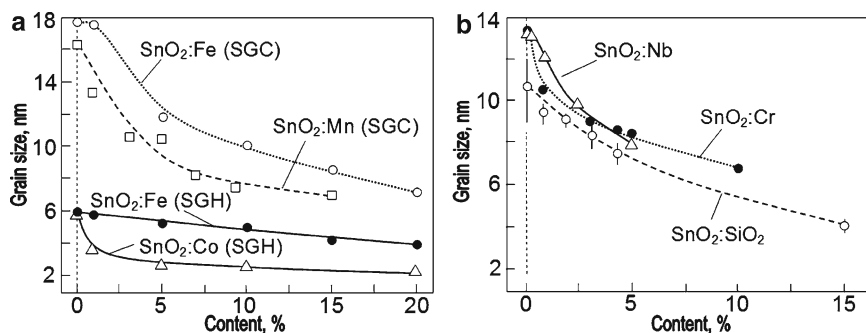 a
18
14
10
6
2
Grain size, nm
SnO₂:Fe (SGC)
SnO₂:Mn (SGC)
SnO₂:Fe (SGH)
SnO₂:Co (SGH)
0 5 10 15 20
Content, %
b
14
10
6
2
Grain size, nm
SnO₂:Nb
SnO₂:Cr
SnO₂:SiO₂
0 5 10 15
Content, %